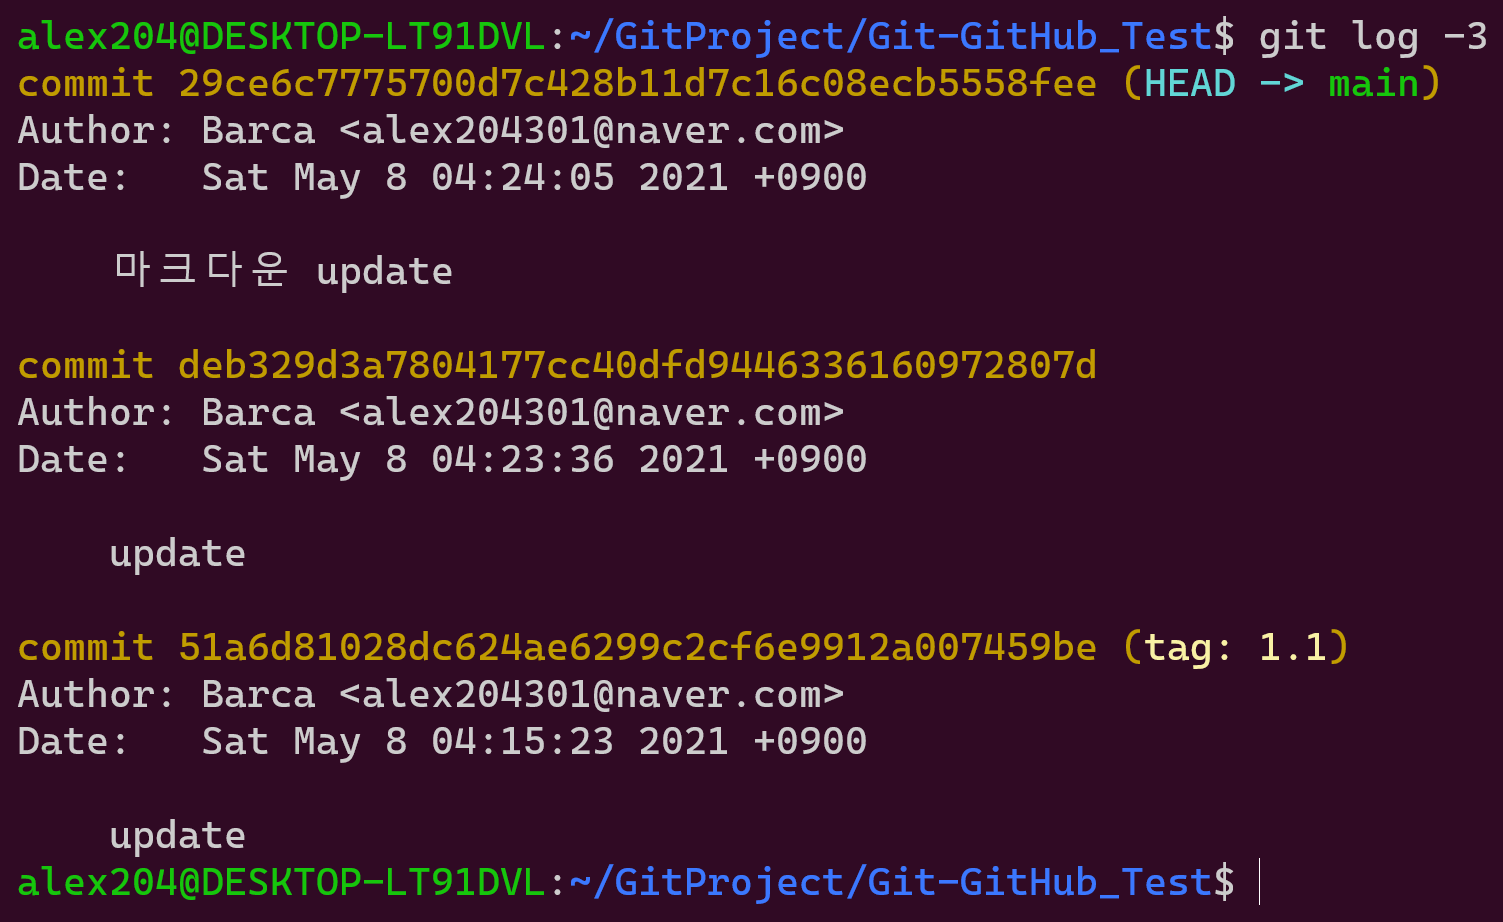 alex204@DESKTOP-LT91DVL:~/GitProject/Git-GitHub_Test$ git log -3
commit 29ce6c7775700d7c428b11d7c16c08ecb5558fee (HEAD -> main)
Author: Barca <alex204301@naver.com>
Date:   Sat May 8 04:24:05 2021 +0900
마크다운 update
commit deb329d3a7804177cc40dfd9446336160972807d
Author: Barca <alex204301@naver.com>
Date:   Sat May 8 04:23:36 2021 +0900
update
commit 51a6d81028dc624ae6299c2cf6e9912a007459be (tag: 1.1)
Author: Barca <alex204301@naver.com>
Date:   Sat May 8 04:15:23 2021 +0900
update
alex204@DESKTOP-LT91DVL:~/GitProject/Git-GitHub_Test$